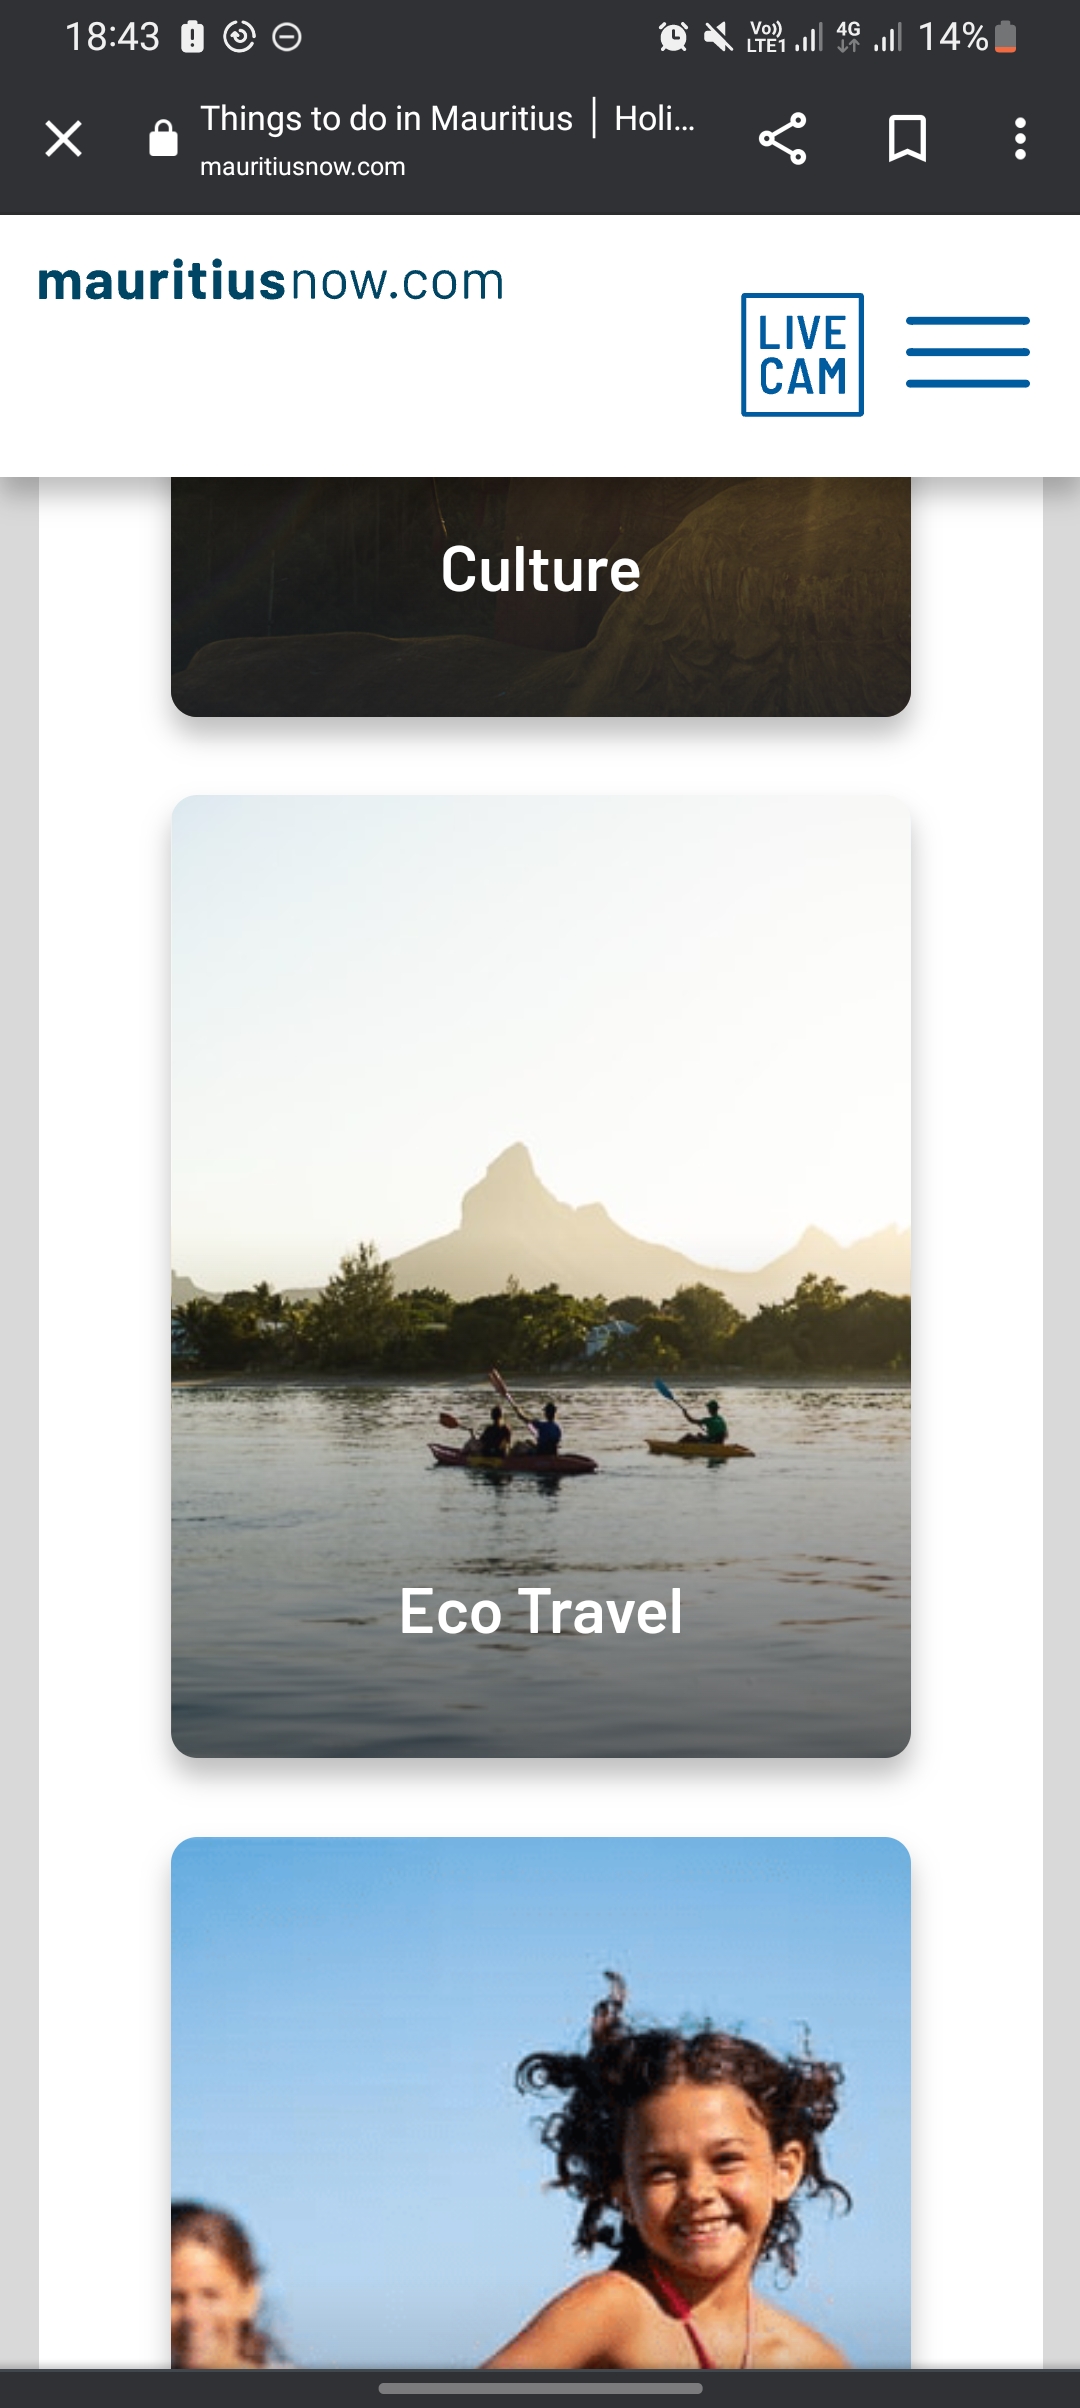 18:43
Vo)) LTE1 4G 14%
Things to do in Mauritius | Holi...
mauritiusnow.com
mauritiusnow.com
LIVE
CAM
Culture
Eco Travel